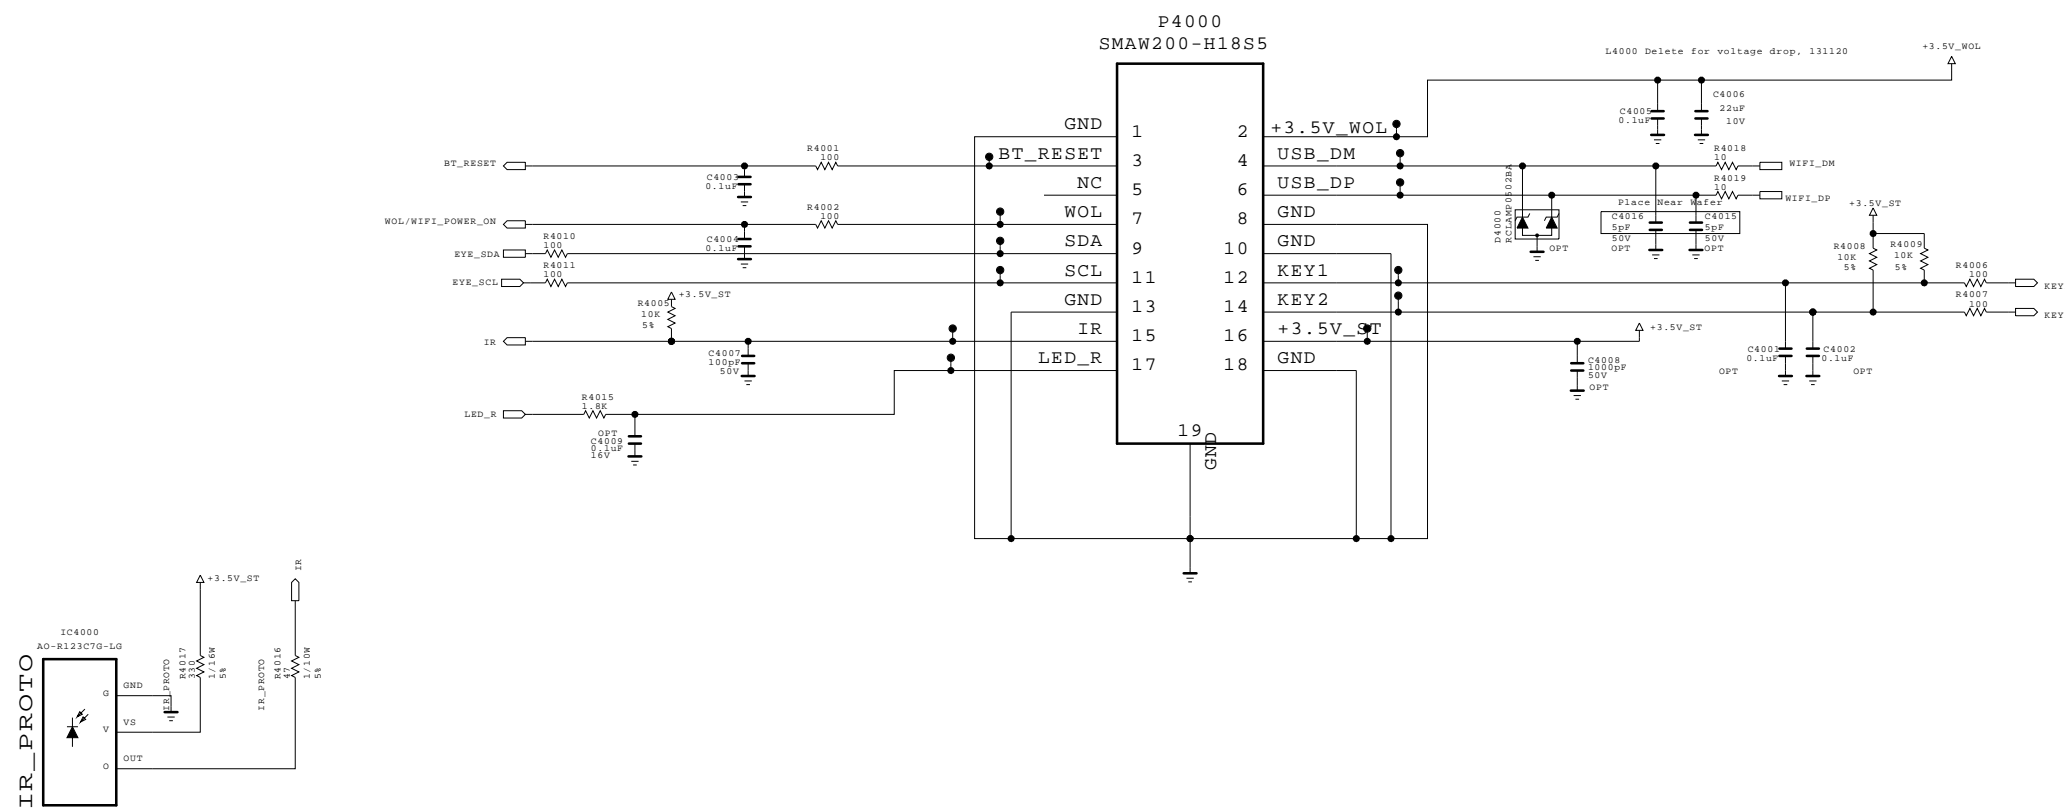 P4000
SMAW200-H18S5
L4000 Delete for voltage drop, 131120
+3.5V_WOL
C4005
0.1uF
C4006
22uF
10V
GND
1
2
+3.5V_WOL
BT_RESET
R4001
100
BT_RESET
3
4
USB_DM
R4018
10
WIFI_DM
C4003
0.1uF
NC
5
6
USB_DP
R4019
10
WIFI_DP
WOL/WIFI_POWER_ON
R4002
100
WOL
7
8
GND
D4000
RCLAMP0502BA
OPT
Place Near Wafer
C4016
5pF
50V
OPT
C4015
5pF
50V
OPT
+3.5V_ST
C4004
0.1uF
EYE_SDA
R4010
100
SDA
9
10
GND
R4008
10K
5%
R4009
10K
5%
EYE_SCL
R4011
100
SCL
11
12
KEY1
R4006
100
KEY
GND
13
14
KEY2
R4007
100
KEY
R4005
10K
5%
+3.5V_ST
IR
IR
15
16
+3.5V_ST
+3.5V_ST
C4007
100pF
50V
LED_R
17
18
GND
C4008
1000pF
50V
OPT
C4001
0.1uF
OPT
C4002
0.1uF
OPT
LED_R
R4015
1.8K
OPT
C4009
0.1uF
16V
19
GND
+3.5V_ST
IR
IC4000
AO-R123C7G-LG
IR_PROTO
G
GND
V
VS
O
OUT
IR_PROTO
R4017
330
1/16W
5%
IR_PROTO
R4016
47
1/10W
5%